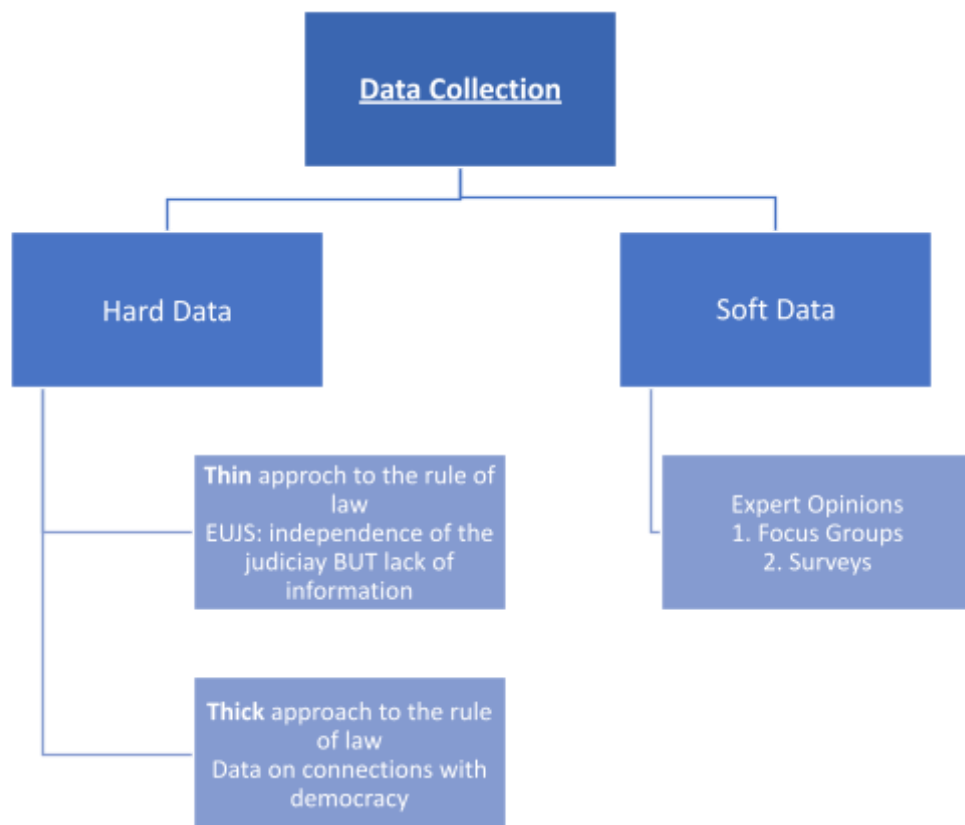 Data Collection
Hard Data
Soft Data
Thin approch to the rule of
law
EUJS: independence of the
judiciay BUT lack of
information
Expert Opinions
1. Focus Groups
2. Surveys
Thick approach to the rule
of law
Data on connections with
democracy